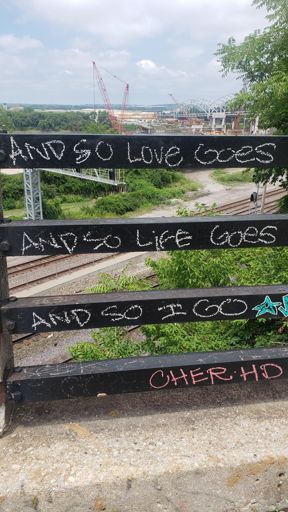 AND SO LOVE GOES
AND SO LIFE GOES
AND SO I GO
CHER·HD